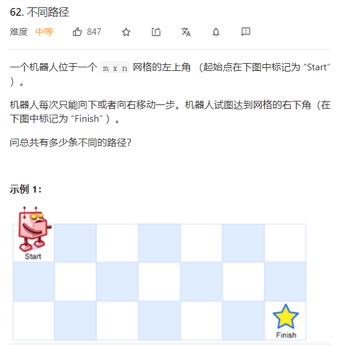 62. 不同路径
难度 中等 847
一个机器人位于一个 m x n 网格的左上角 （起始点在下图中标记为 “Start”
）。
机器人每次只能向下或者向右移动一步。机器人试图达到网格的右下角（在
下图中标记为 “Finish” ）。
问总共有多少条不同的路径？
示例 1：
Start
Finish